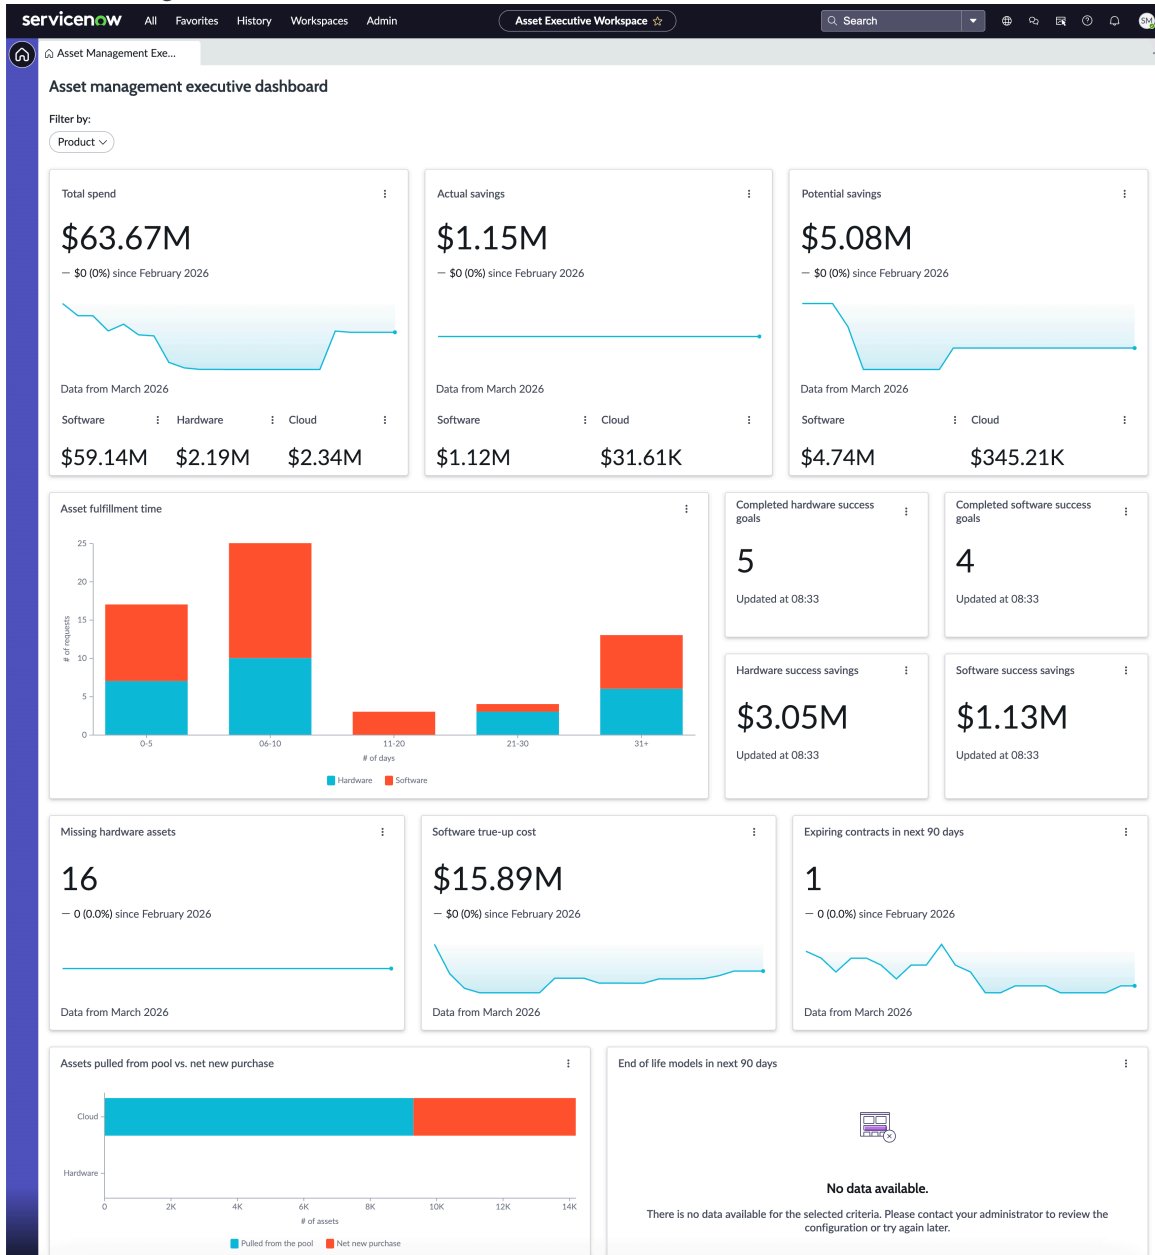 servicenow All Favorites History Workspaces Admin Asset Executive Workspace ☆ Search SM
Asset Management Exe...
Asset management executive dashboard
Filter by:
Product
Total spend
$63.67M
— $0 (0%) since February 2026
Data from March 2026
Software Hardware Cloud
$59.14M $2.19M $2.34M
Actual savings
$1.15M
— $0 (0%) since February 2026
Data from March 2026
Software Cloud
$1.12M $31.61K
Potential savings
$5.08M
— $0 (0%) since February 2026
Data from March 2026
Software Cloud
$4.74M $345.21K
Asset fulfillment time
25
20
15
10
5
0
# of requests
0-5 06-10 11-20 21-30 31+
# of days
Hardware Software
Completed hardware success
goals
5
Updated at 08:33
Completed software success
goals
4
Updated at 08:33
Hardware success savings
$3.05M
Updated at 08:33
Software success savings
$1.13M
Updated at 08:33
Missing hardware assets
16
— 0 (0.0%) since February 2026
Data from March 2026
Software true-up cost
$15.89M
— $0 (0%) since February 2026
Data from March 2026
Expiring contracts in next 90 days
1
— 0 (0.0%) since February 2026
Data from March 2026
Assets pulled from pool vs. net new purchase
Cloud
Hardware
0 2K 4K 6K 8K 10K 12K 14K
# of assets
Pulled from the pool Net new purchase
End of life models in next 90 days
No data available.
There is no data available for the selected criteria. Please contact your administrator to review the
configuration or try again later.